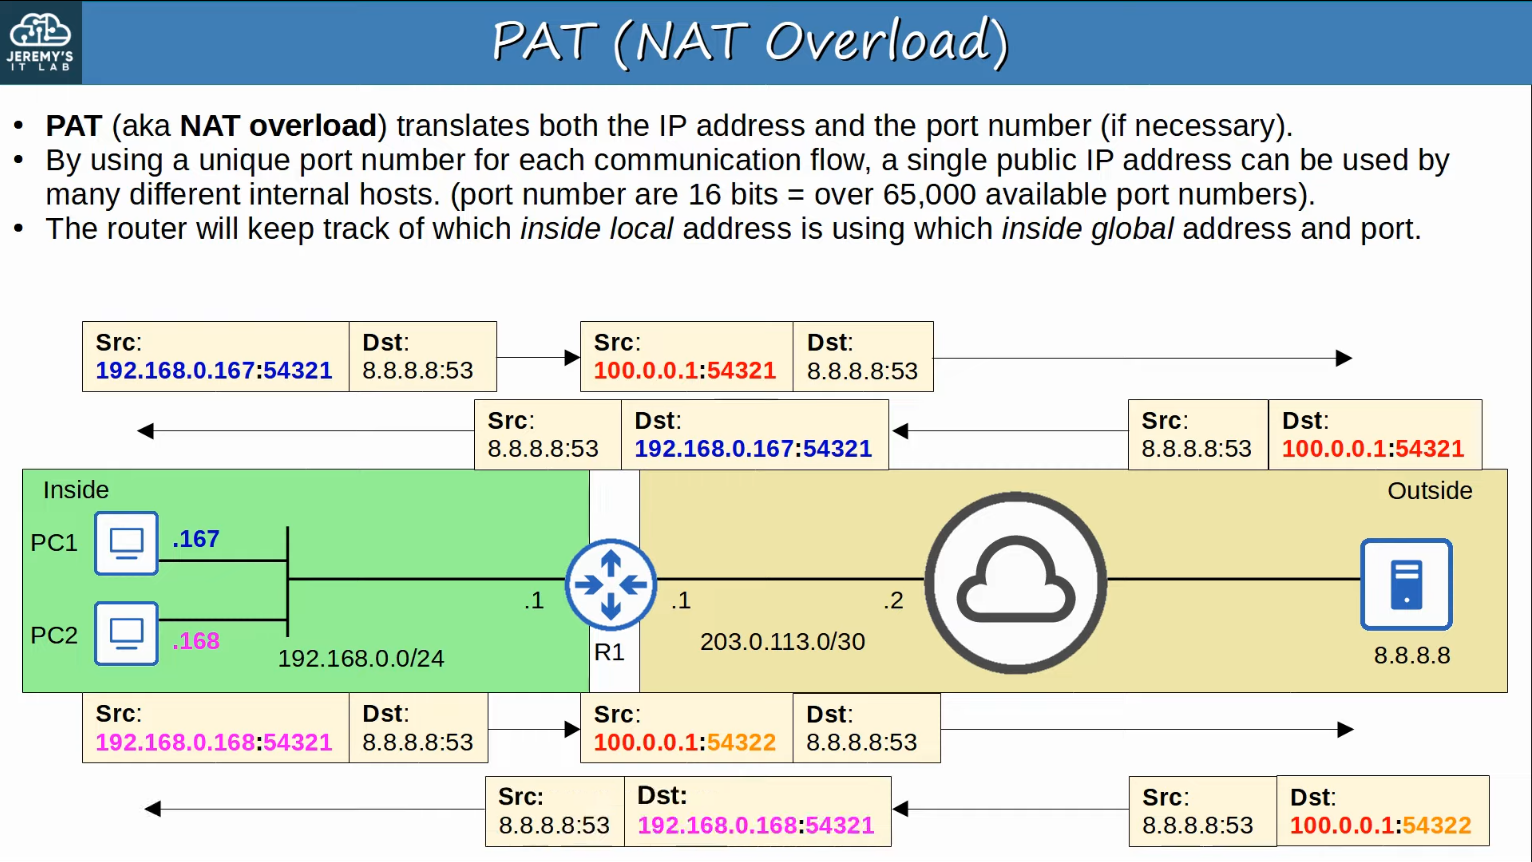 JEREMY'S
IT LAB
PAT (NAT Overload)
• PAT (aka NAT overload) translates both the IP address and the port number (if necessary).
• By using a unique port number for each communication flow, a single public IP address can be used by
many different internal hosts. (port number are 16 bits = over 65,000 available port numbers).
• The router will keep track of which inside local address is using which inside global address and port.
Src:
192.168.0.167:54321
Dst:
8.8.8.8:53
Src:
100.0.0.1:54321
Dst:
8.8.8.8:53
Src:
8.8.8.8:53
Dst:
192.168.0.167:54321
Src:
8.8.8.8:53
Dst:
100.0.0.1:54321
Inside
Outside
PC1
.167
PC2
.168
192.168.0.0/24
.1
R1
.1
.2
203.0.113.0/30
8.8.8.8
Src:
192.168.0.168:54321
Dst:
8.8.8.8:53
Src:
100.0.0.1:54322
Dst:
8.8.8.8:53
Src:
8.8.8.8:53
Dst:
192.168.0.168:54321
Src:
8.8.8.8:53
Dst:
100.0.0.1:54322